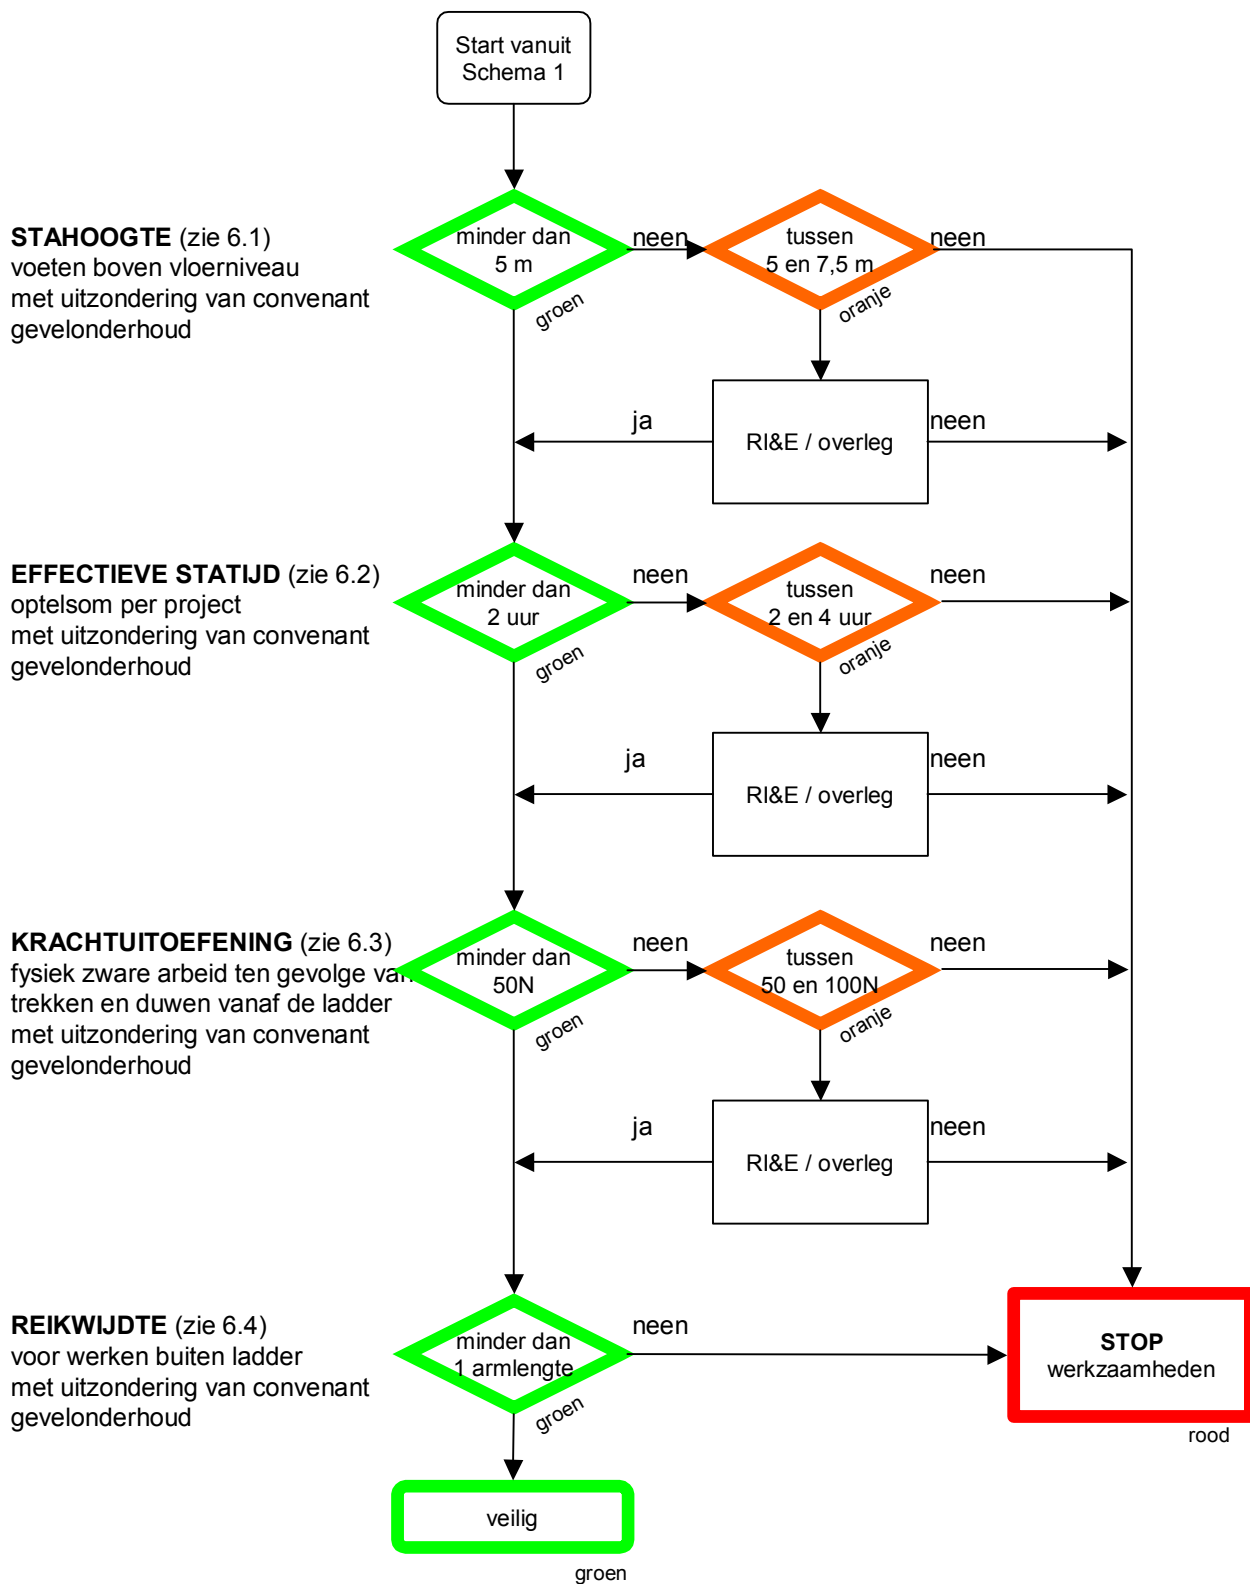 Start vanuit
Schema 1
STAHOOGTE (zie 6.1)
voeten boven vloerniveau
met uitzondering van convenant
gevelonderhoud
minder dan
5 m
groen
neen
tussen
5 en 7,5 m
oranje
neen
ja
RI&E / overleg
neen
EFFECTIEVE STATIJD (zie 6.2)
optelsom per project
met uitzondering van convenant
gevelonderhoud
minder dan
2 uur
groen
neen
tussen
2 en 4 uur
oranje
neen
ja
RI&E / overleg
neen
KRACHTUITOEFENING (zie 6.3)
fysiek zware arbeid ten gevolge van
trekken en duwen vanaf de ladder
met uitzondering van convenant
gevelonderhoud
minder dan
50N
groen
neen
tussen
50 en 100N
oranje
neen
ja
RI&E / overleg
neen
REIKWIJDTE (zie 6.4)
voor werken buiten ladder
met uitzondering van convenant
gevelonderhoud
minder dan
1 armlengte
groen
neen
STOP
werkzaamheden
rood
veilig
groen